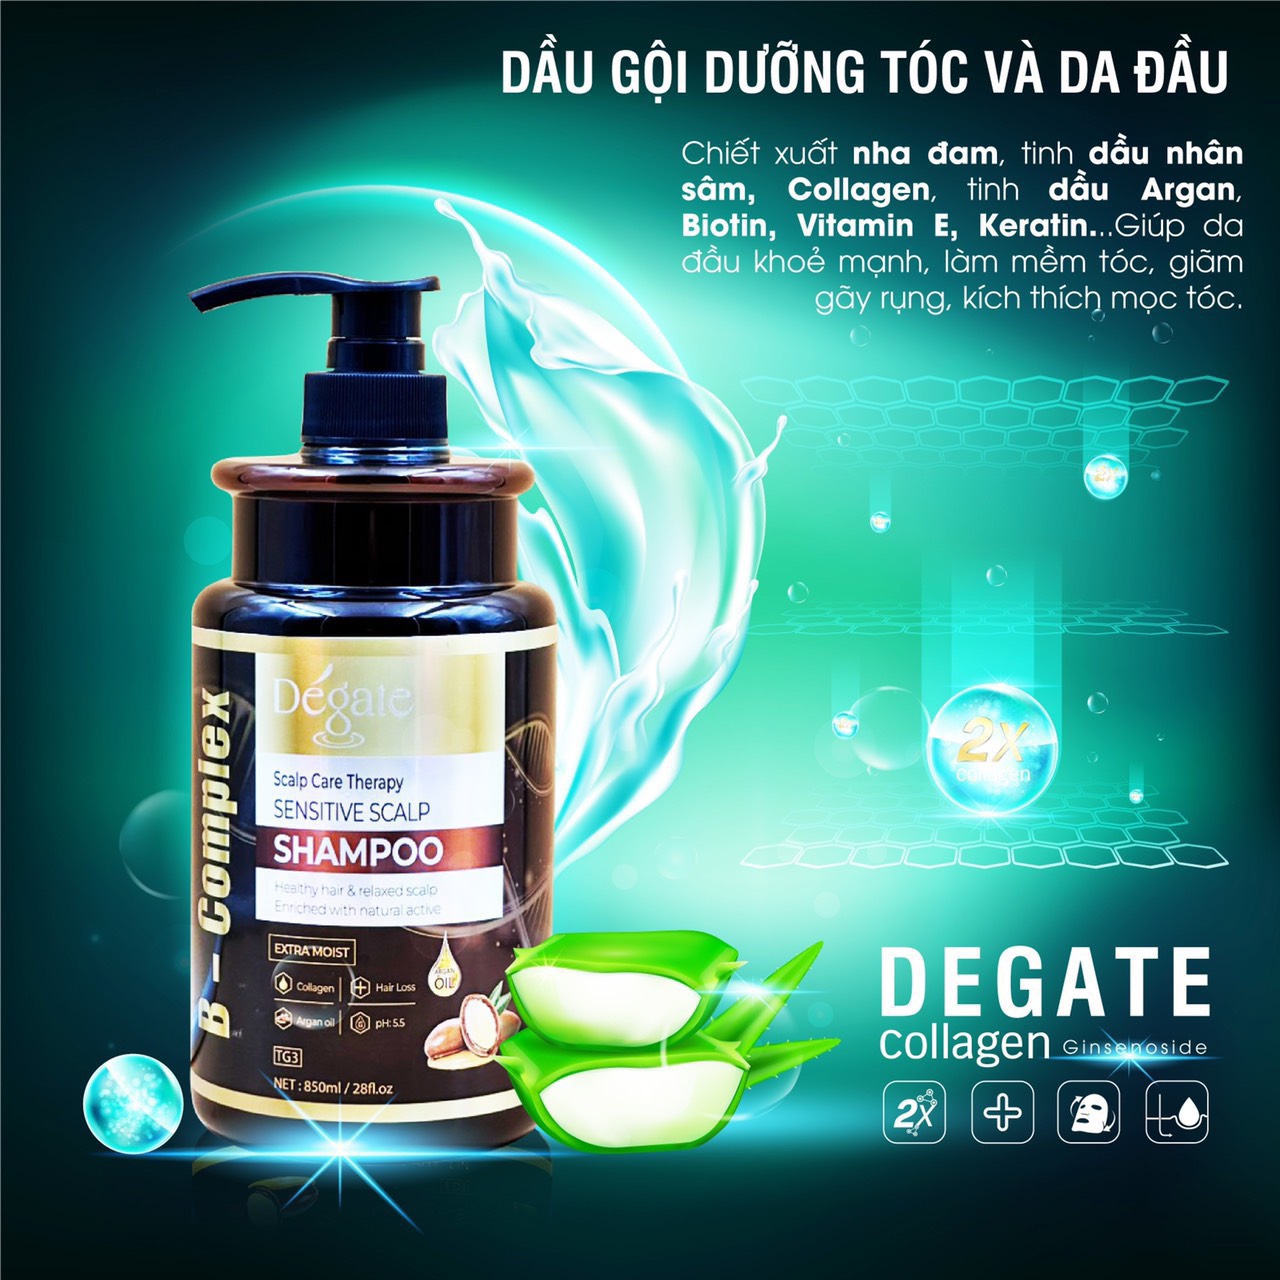 DẦU GỘI DƯỠNG TÓC VÀ DA ĐẦU
Chiết xuất nha đam, tinh dầu nhân
sâm, Collagen, tinh dầu Argan,
Biotin, Vitamin E, Keratin...Giúp da
đầu khoẻ mạnh, làm mềm tóc, giãm
gãy rụng, kích thích mọc tóc.
2X
2X
collagen
B - Complex
Dégate
Scalp Care Therapy
SENSITIVE SCALP
SHAMPOO
Healthy hair & relaxed scalp
Enriched with natural active
EXTRA MOIST
ARGAN
OIL
Collagen
Hair Loss
Argan oil
pH: 5.5
TG3
NET : 850ml / 28fl.oz
DEGATE
collagen Ginsenoside
2X